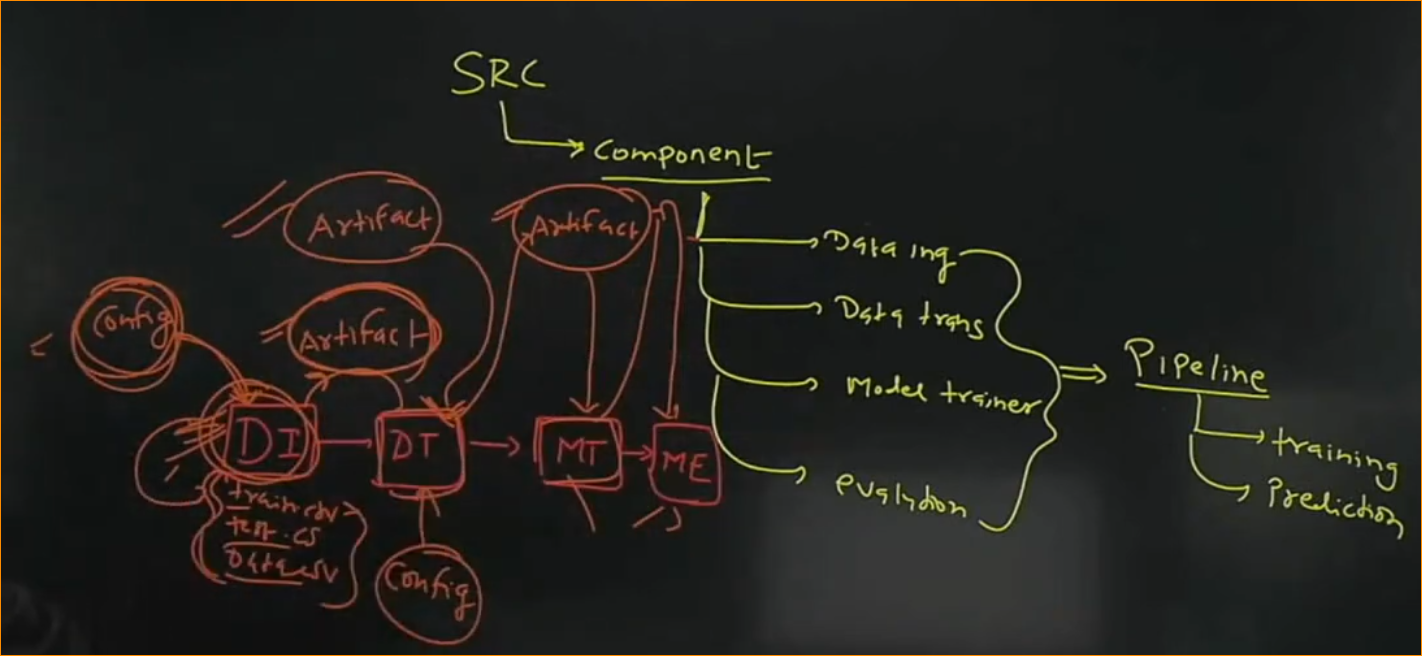 SRC
Component
Artifact
Artifact
Data ing
Config
Artifact
Data trans
Pipeline
Model trainer
DI
DT
MT
ME
training
evalution
Prediction
train.csv
test.cs
Data.csv
Config